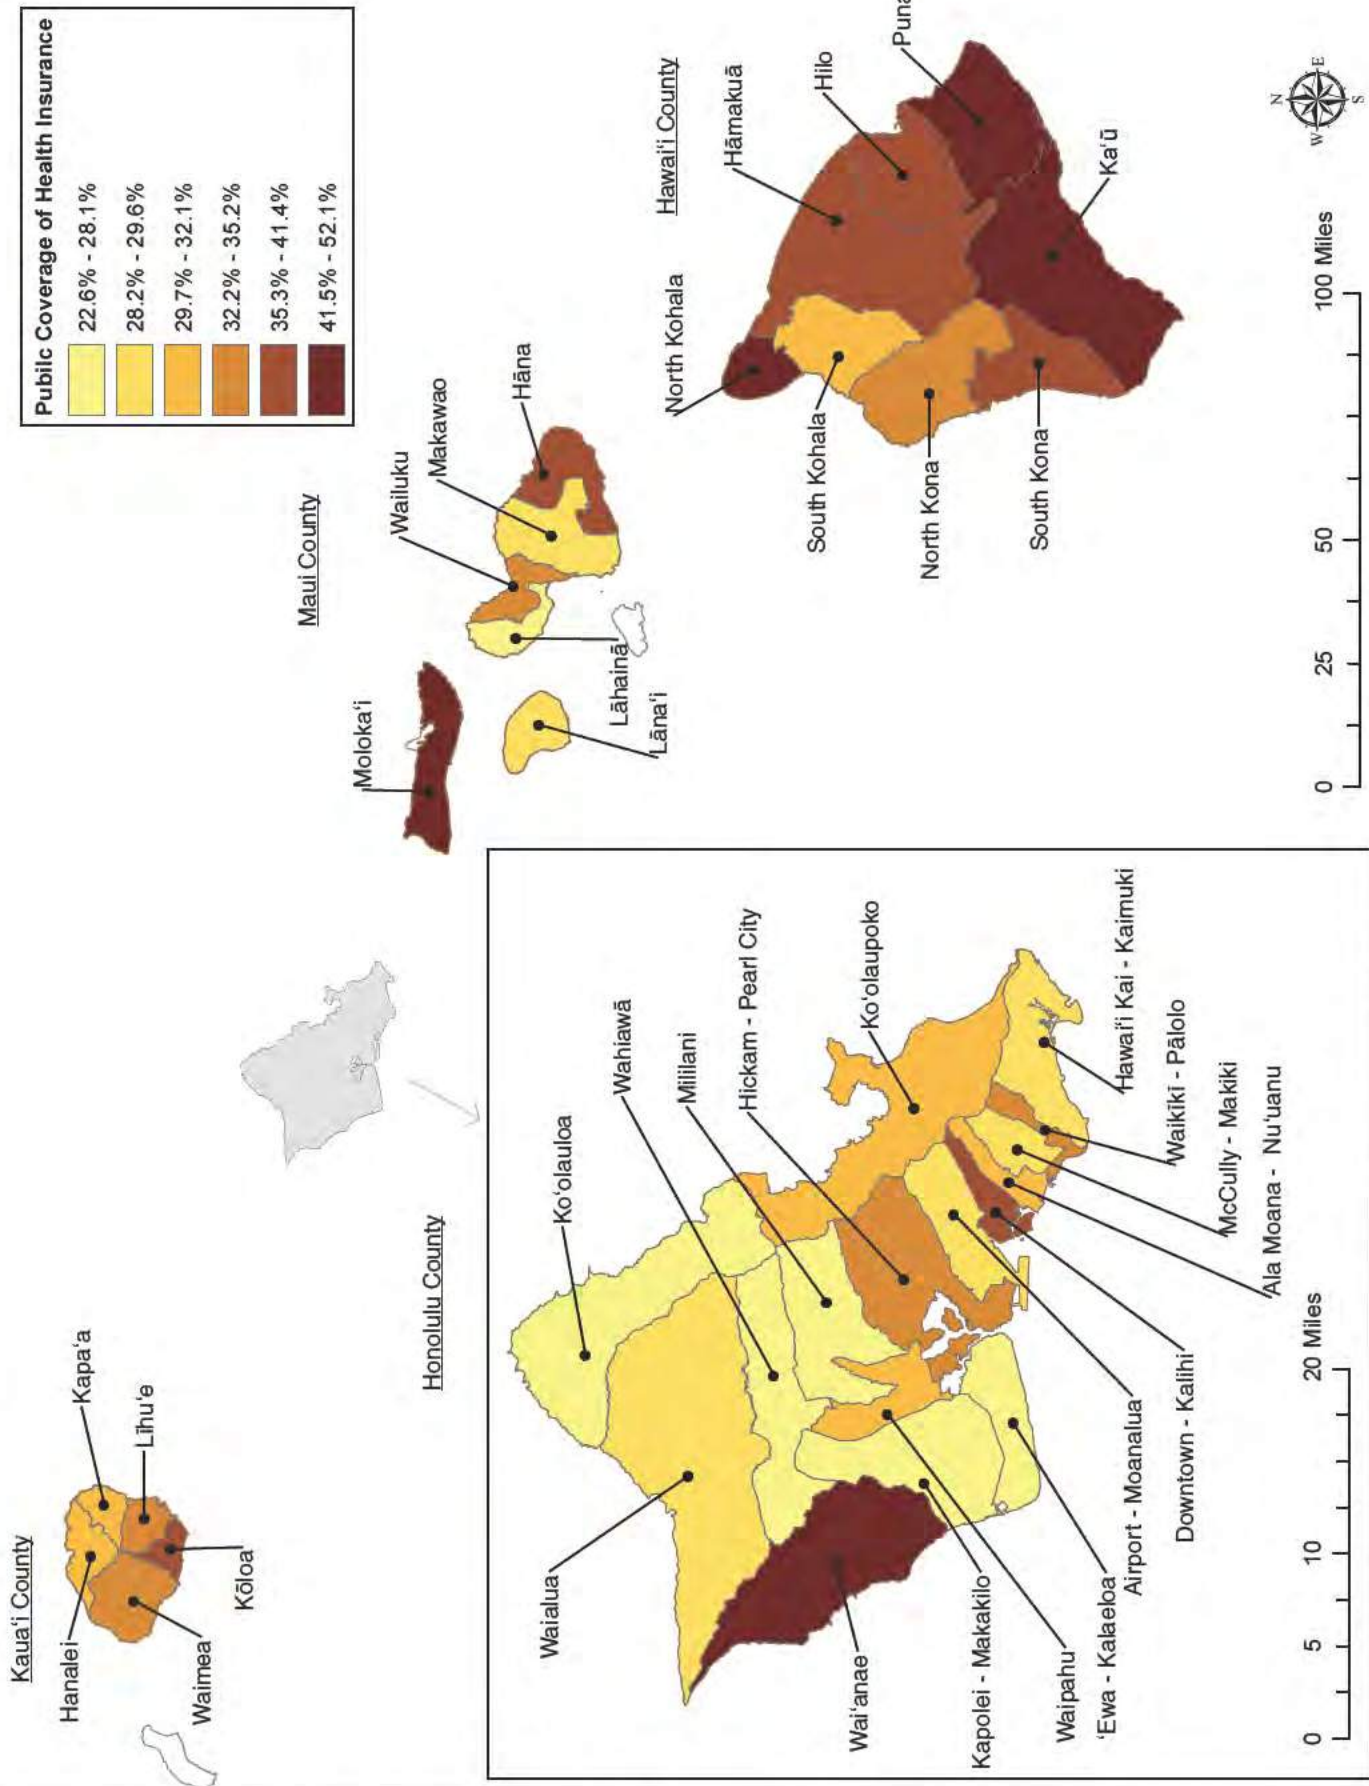 Kaua'i County
Hanalei
Kapa'a
Līhu'e
Waimea
Kōloa
Honolulu County
Ko'olauloa
Wahiawā
Mililani
Hickam - Pearl City
Ko'olaupoko
Waialua
Wai'anae
Kapolei - Makakilo
Waipahu
'Ewa - Kalaeloa
Airport - Moanalua
Downtown - Kalihi
Ala Moana - Nu'uanu
McCully - Makiki
Waikīkī - Pālolo
Hawai'i Kai - Kaimuki
0 5 10 20 Miles
Maui County
Moloka'i
Wailuku
Makawao
Hāna
Lāhainā
Lāna'i
Pubic Coverage of Health Insurance
22.6% - 28.1%
28.2% - 29.6%
29.7% - 32.1%
32.2% - 35.2%
35.3% - 41.4%
41.5% - 52.1%
Hawai'i County
North Kohala
Hāmakuā
Hilo
Puna
South Kohala
North Kona
South Kona
Ka'ū
0 25 50 100 Miles
N
W E
S